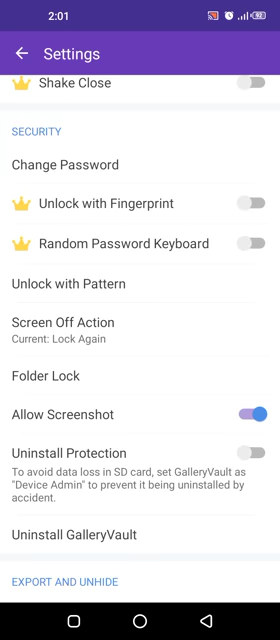 2:01
92
Settings
Shake Close
SECURITY
Change Password
Unlock with Fingerprint
Random Password Keyboard
Unlock with Pattern
Screen Off Action
Current: Lock Again
Folder Lock
Allow Screenshot
Uninstall Protection
To avoid data loss in SD card, set GalleryVault as
"Device Admin" to prevent it being uninstalled by
accident.
Uninstall GalleryVault
EXPORT AND UNHIDE